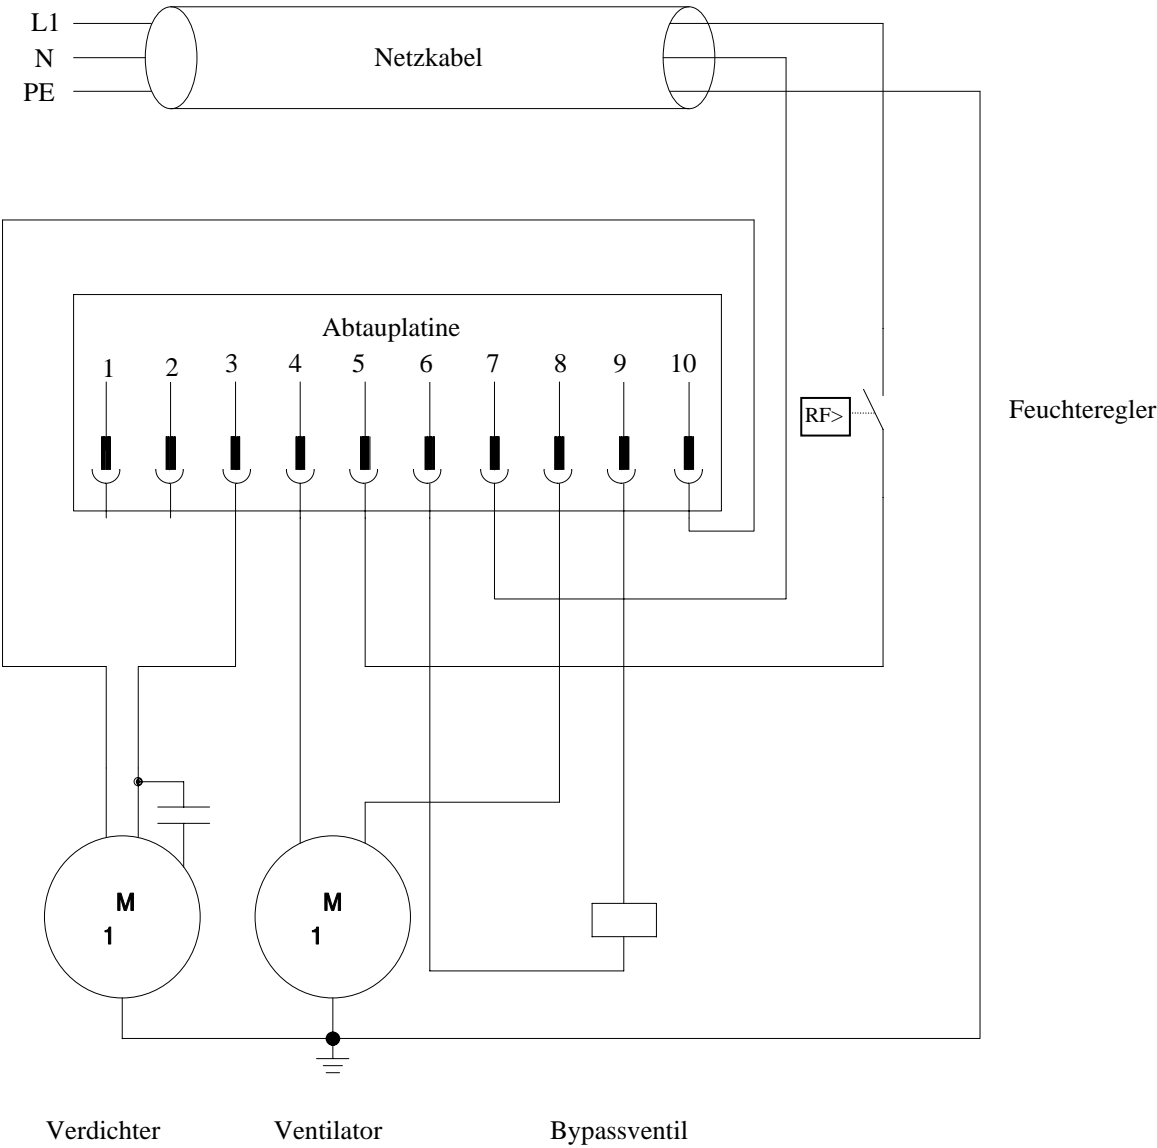 L1
N
PE
Netzkabel
Abtauplatine
1 2 3 4 5 6 7 8 9 10
RF>
Feuchteregler
M
1
M
1
Verdichter Ventilator Bypassventil